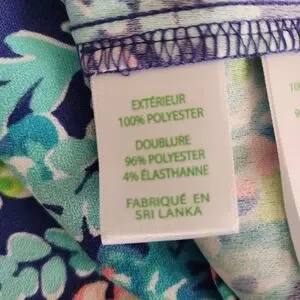 EXTÉRIEUR
100% POLYESTER
DOUBLURE
96% POLYESTER
4% ÉLASTHANNE
FABRIQUÉ EN
SRI LANKA